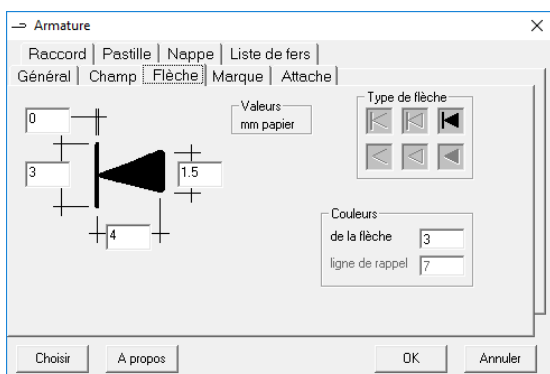 Armature
Raccord Pastille Nappe Liste de fers
Général Champ Flèche Marque Attache
0
Valeurs
mm papier
Type de flèche
3
1.5
4
Couleurs
de la flèche 3
ligne de rappel 7
Choisir A propos OK Annuler